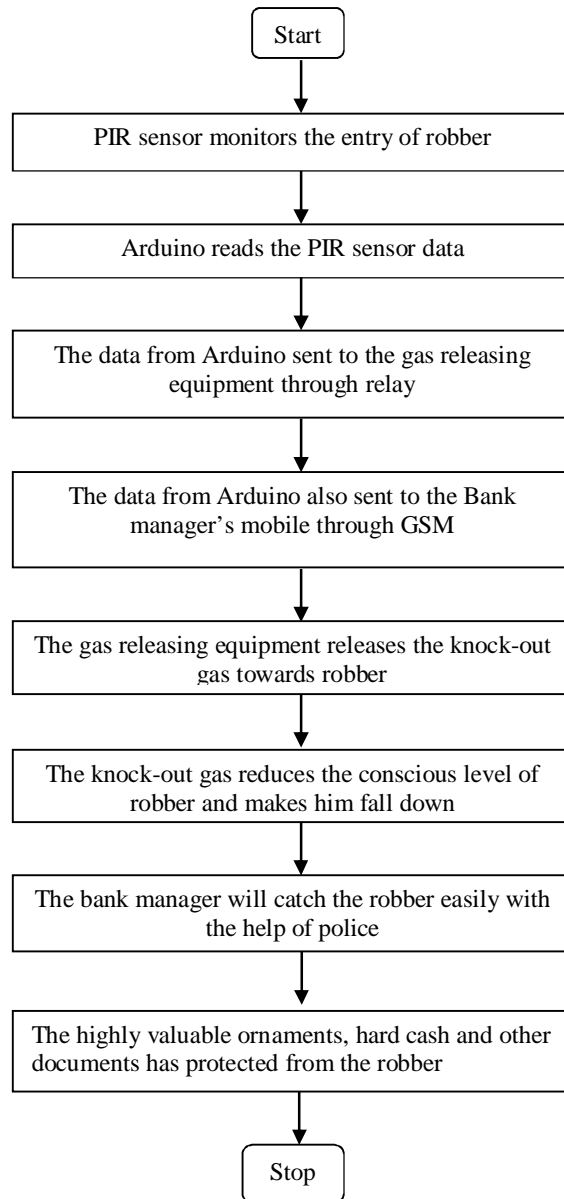 Start
PIR sensor monitors the entry of robber
Arduino reads the PIR sensor data
The data from Arduino sent to the gas releasing
equipment through relay
The data from Arduino also sent to the Bank
manager’s mobile through GSM
The gas releasing equipment releases the knock-out
gas towards robber
The knock-out gas reduces the conscious level of
robber and makes him fall down
The bank manager will catch the robber easily with
the help of police
The highly valuable ornaments, hard cash and other
documents has protected from the robber
Stop